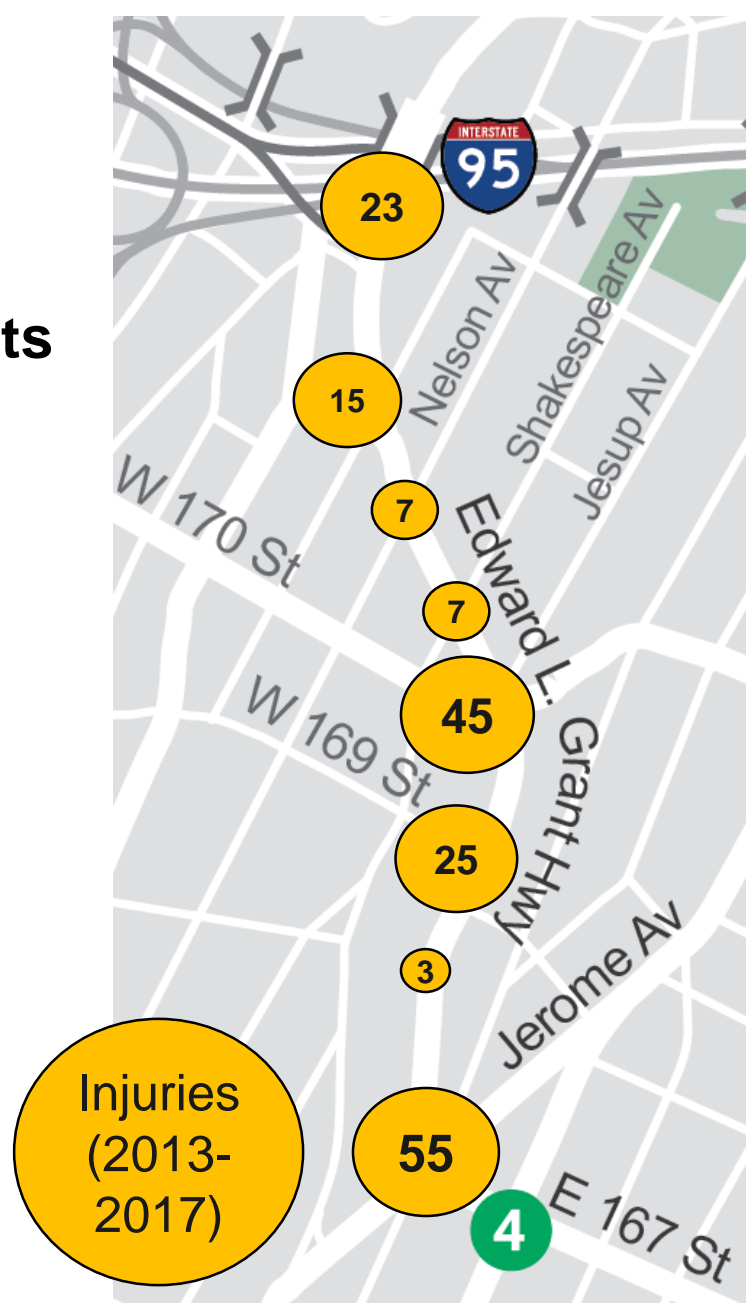 INTERSTATE
95
23
ts
Nelson Av
Shakespeare Av
15
Jesup Av
W 170 St
7
Edward L. Grant Hwy
7
45
W 169 St
25
Jerome Av
3
Injuries
(2013-
2017)
55
4
E 167 St